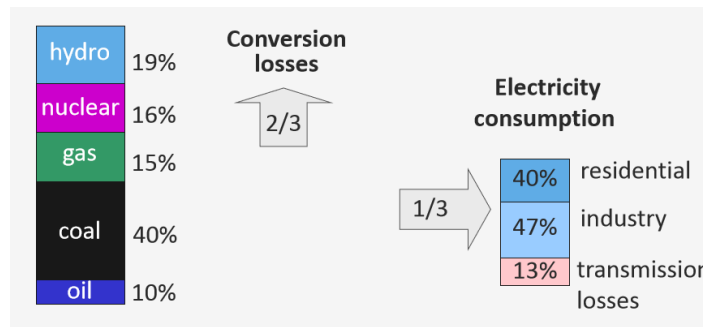 hydro 19%
nuclear 16%
gas 15%
coal 40%
oil 10%
Conversion
losses
2/3
1/3
Electricity
consumption
40% residential
47% industry
13% transmission
losses